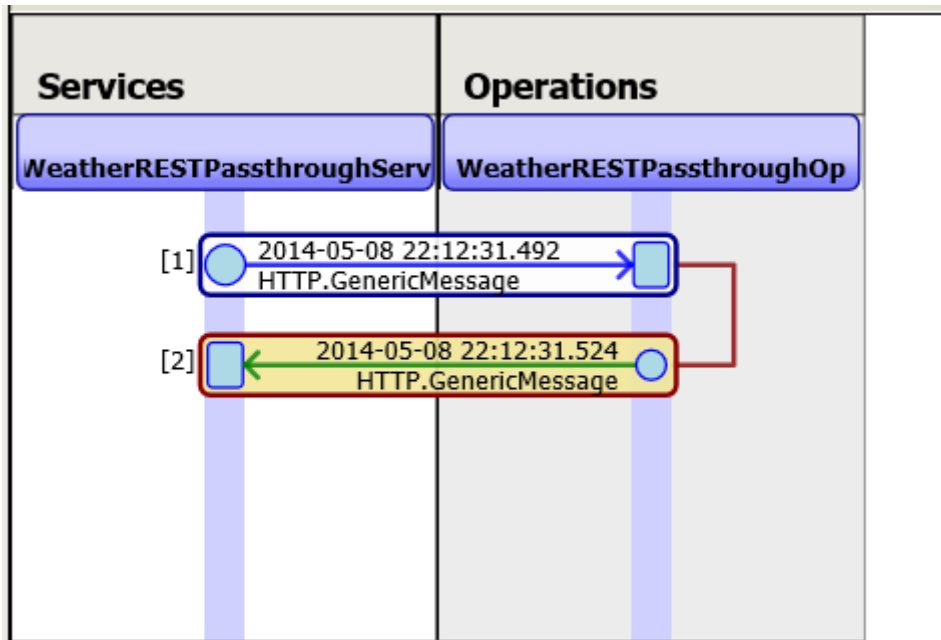 Services
Operations
WeatherRESTPassthroughServ
WeatherRESTPassthroughOp
[1]
2014-05-08 22:12:31.492
HTTP.GenericMessage
[2]
2014-05-08 22:12:31.524
HTTP.GenericMessage